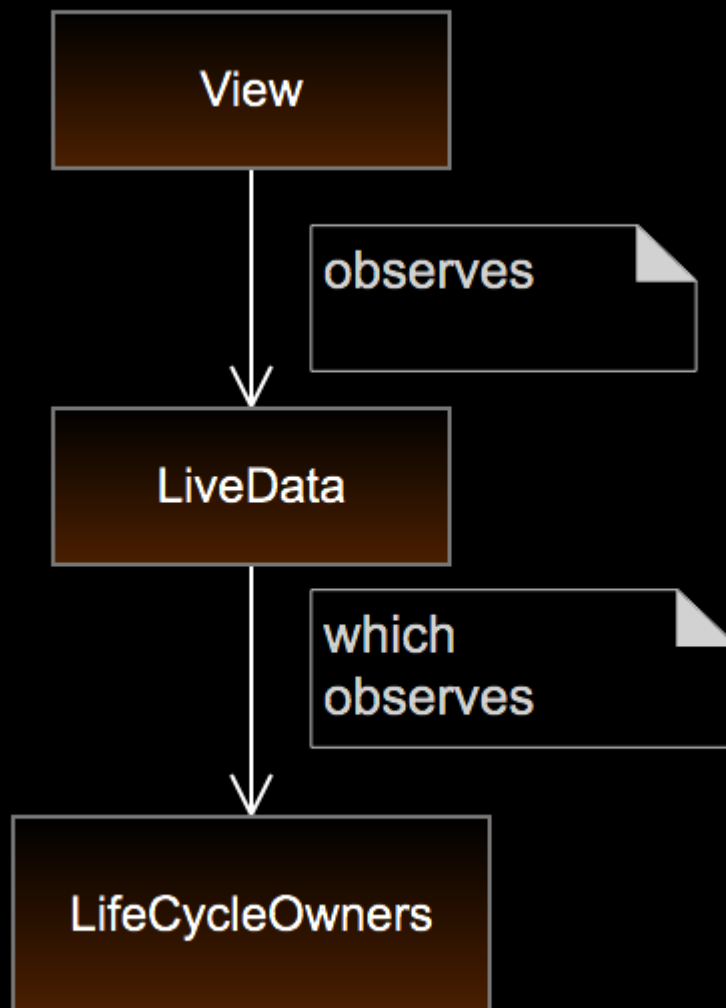 View
observes
LiveData
which
observes
LifeCycleOwners